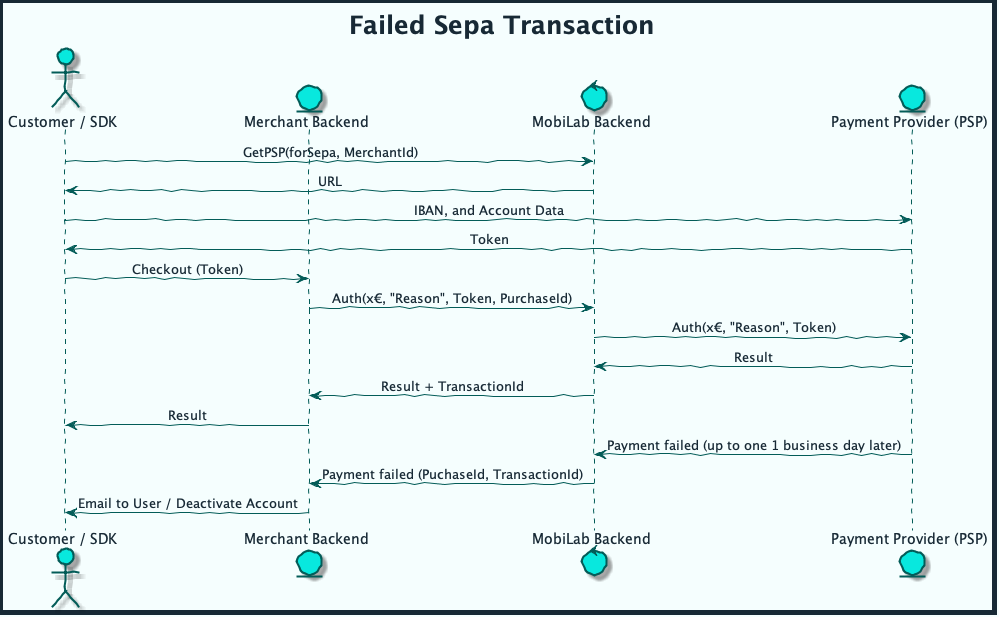 Failed Sepa Transaction
Customer / SDK
Merchant Backend
MobiLab Backend
Payment Provider (PSP)
GetPSP(forSepa, MerchantId)
URL
IBAN, and Account Data
Token
Checkout (Token)
Auth(x€, "Reason", Token, PurchaseId)
Auth(x€, "Reason", Token)
Result
Result + TransactionId
Result
Payment failed (up to one 1 business day later)
Payment failed (PuchaseId, TransactionId)
Email to User / Deactivate Account
Customer / SDK
Merchant Backend
MobiLab Backend
Payment Provider (PSP)